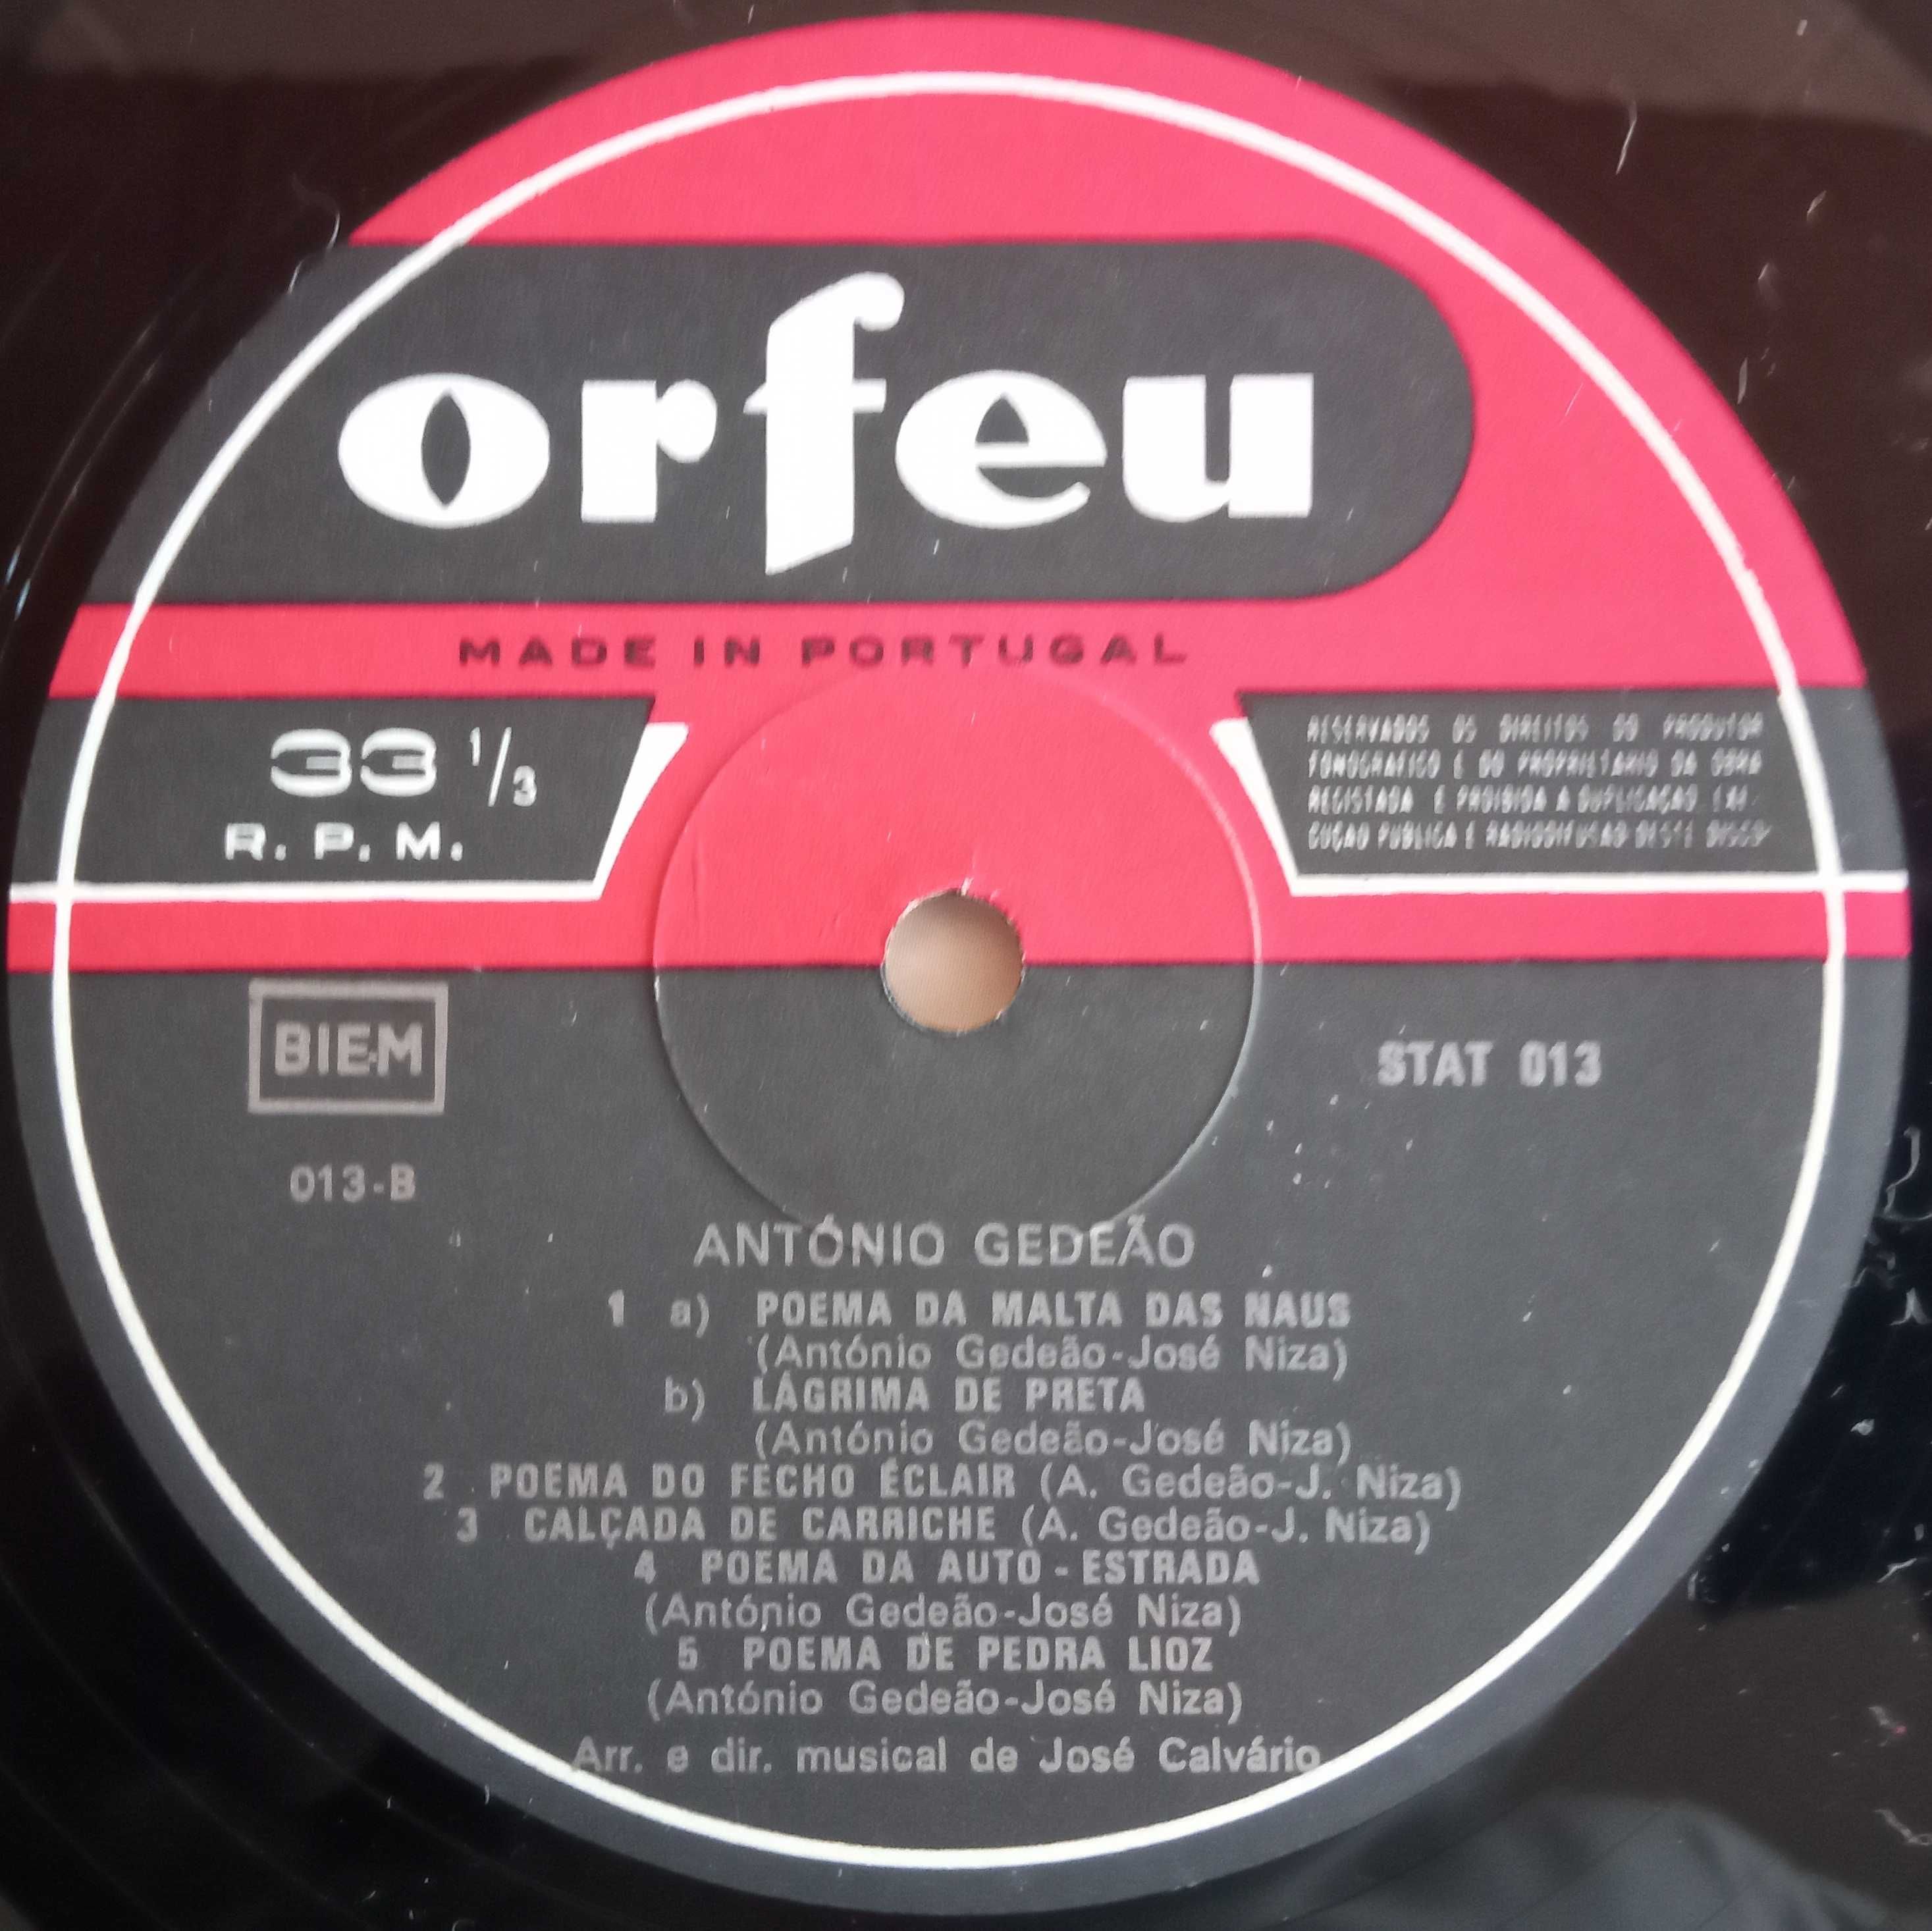 orfeu
MADE IN PORTUGAL
33 1/3
R. P. M.
RESERVADOS OS DIREITOS DO PRODUTOR
FONOGRAFICO E DO PROPRIETARIO DA OBRA
REGISTADA E PROIBIDA A DUPLICAÇÃO EXE-
CUÇAO PUBLICA E RADIODIFUSAO DESTE DISCO
BIEM
STAT 013
013-B
ANTÓNIO GEDEÃO
1 a) POEMA DA MALTA DAS NAUS
(António Gedeão-José Niza)
b) LÁGRIMA DE PRETA
(António Gedeão-José Niza)
2 POEMA DO FECHO ÉCLAIR (A. Gedeão-J. Niza)
3 CALÇADA DE CARRICHE (A. Gedeão-J. Niza)
4 POEMA DA AUTO-ESTRADA
(António Gedeão-José Niza)
5 POEMA DE PEDRA LIOZ
(António Gedeão-José Niza)
Arr. e dir. musical de José Calvário